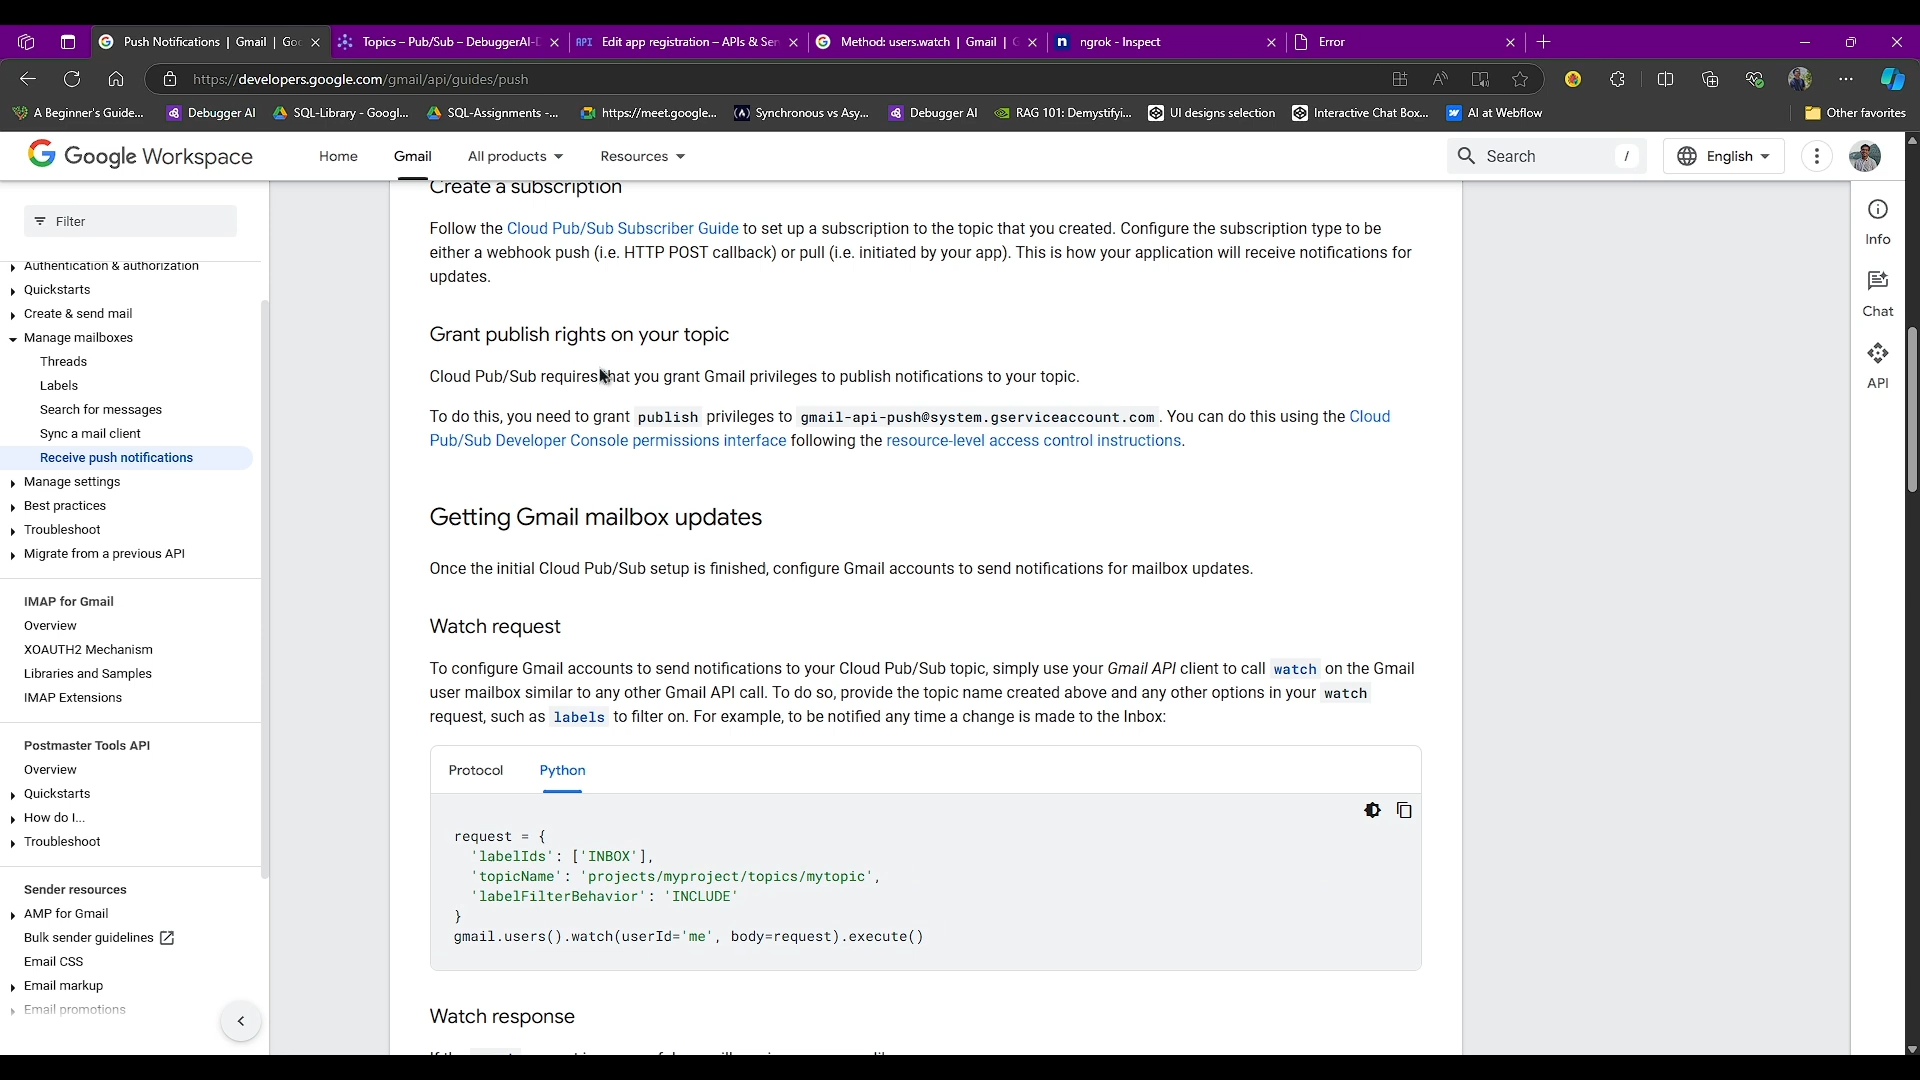 Push Notifications | Gmail | Goo
Topics – Pub/Sub – DebuggerAI-D
API Edit app registration – APIs & Serv
Method: users.watch | Gmail | G
n ngrok - Inspect
Error
https://developers.google.com/gmail/api/guides/push
A Beginner's Guide...
Debugger AI
SQL-Library - Googl...
SQL-Assignments -...
https://meet.google...
Synchronous vs Asy...
Debugger AI
RAG 101: Demystifyi...
UI designs selection
Interactive Chat Box...
AI at Webflow
Other favorites
Google Workspace
Home
Gmail
All products
Resources
Search
/
English
Filter
Authentication & authorization
Quickstarts
Create & send mail
Manage mailboxes
Threads
Labels
Search for messages
Sync a mail client
Receive push notifications
Manage settings
Best practices
Troubleshoot
Migrate from a previous API
IMAP for Gmail
Overview
XOAUTH2 Mechanism
Libraries and Samples
IMAP Extensions
Postmaster Tools API
Overview
Quickstarts
How do I...
Troubleshoot
Sender resources
AMP for Gmail
Bulk sender guidelines
Email CSS
Email markup
Email promotions
Create a subscription
Follow the Cloud Pub/Sub Subscriber Guide to set up a subscription to the topic that you created. Configure the subscription type to be
either a webhook push (i.e. HTTP POST callback) or pull (i.e. initiated by your app). This is how your application will receive notifications for
updates.
Grant publish rights on your topic
Cloud Pub/Sub requires that you grant Gmail privileges to publish notifications to your topic.
To do this, you need to grant publish privileges to gmail-api-push@system.gserviceaccount.com . You can do this using the Cloud
Pub/Sub Developer Console permissions interface following the resource-level access control instructions.
Getting Gmail mailbox updates
Once the initial Cloud Pub/Sub setup is finished, configure Gmail accounts to send notifications for mailbox updates.
Watch request
To configure Gmail accounts to send notifications to your Cloud Pub/Sub topic, simply use your Gmail API client to call watch on the Gmail
user mailbox similar to any other Gmail API call. To do so, provide the topic name created above and any other options in your watch
request, such as labels to filter on. For example, to be notified any time a change is made to the Inbox:
Protocol
Python
request = {
'labelIds': ['INBOX'],
'topicName': 'projects/myproject/topics/mytopic',
'labelFilterBehavior': 'INCLUDE'
}
gmail.users().watch(userId='me', body=request).execute()
Watch response
Info
Chat
API